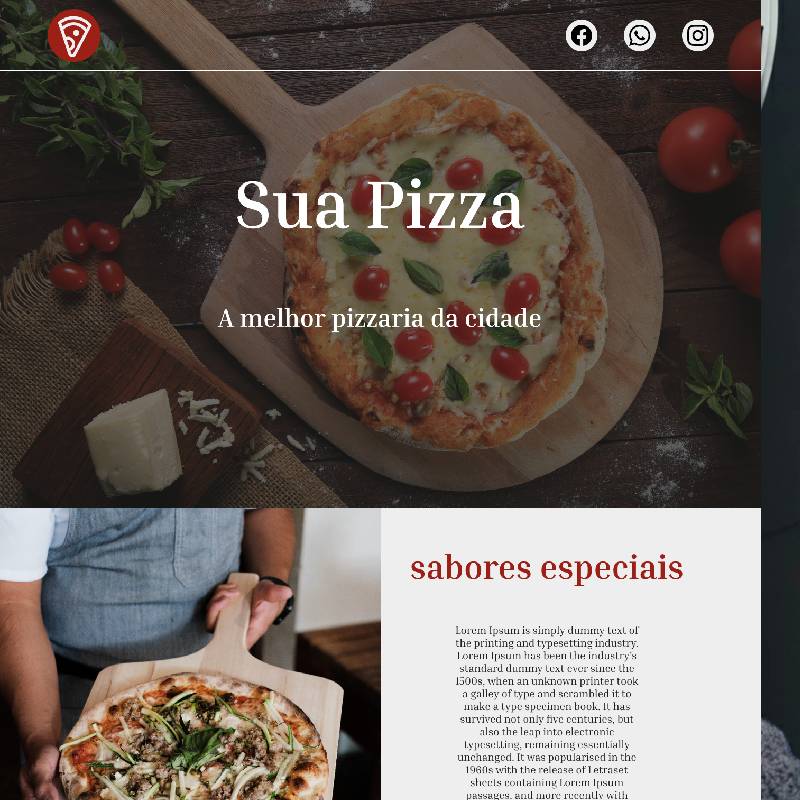 Sua Pizza
A melhor pizzaria da cidade
sabores especiais
Lorem Ipsum is simply dummy text of
the printing and typesetting industry.
Lorem Ipsum has been the industry's
standard dummy text ever since the
1500s, when an unknown printer took
a galley of type and scrambled it to
make a type specimen book. It has
survived not only five centuries, but
also the leap into electronic
typesetting, remaining essentially
unchanged. It was popularised in the
1960s with the release of Letraset
sheets containing Lorem Ipsum
passages, and more recently with